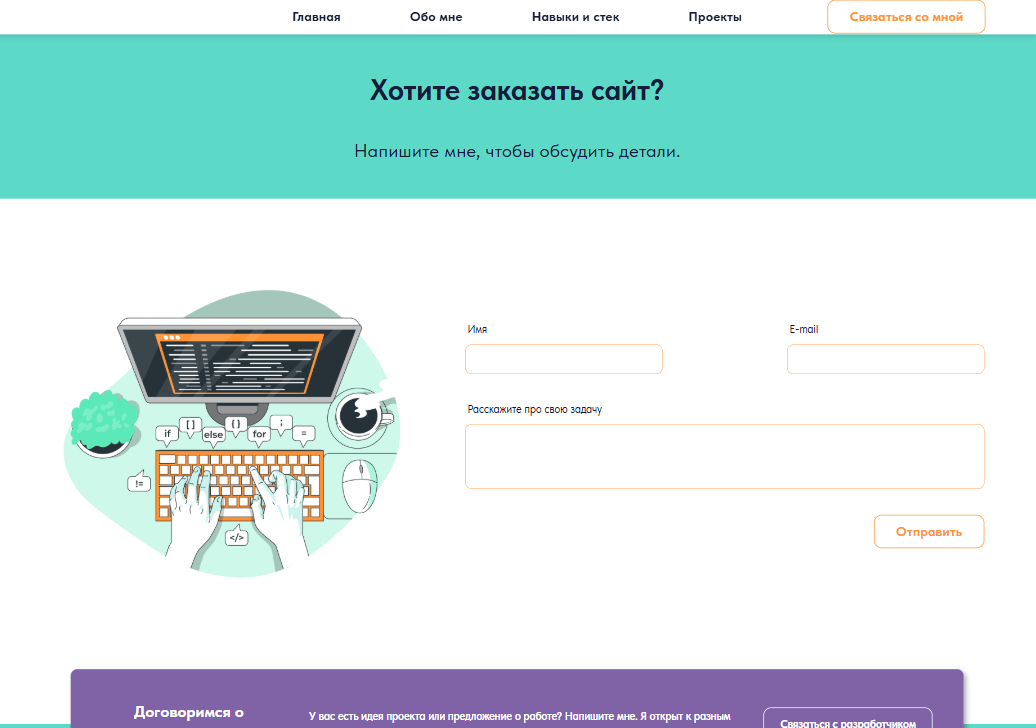 Главная Обо мне Навыки и стек Проекты Связаться со мной
Хотите заказать сайт?
Напишите мне, чтобы обсудить детали.
Имя E-mail
Расскажите про свою задачу
Отправить
if [ ] else { } for ; =
!=
</>
Договоримся о
У вас есть идея проекта или предложение о работе? Напишите мне. Я открыт к разным
Связаться с разработчиком